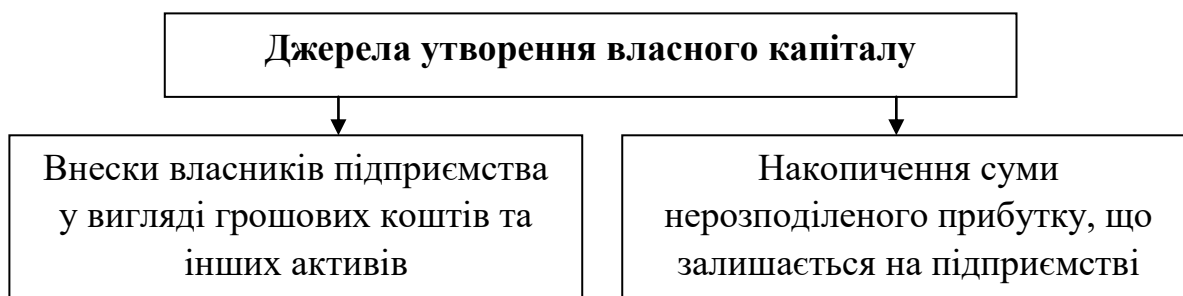 Джерела утворення власного капіталу
Внески власників підприємства
у вигляді грошових коштів та
інших активів
Накопичення суми
нерозподіленого прибутку, що
залишається на підприємстві